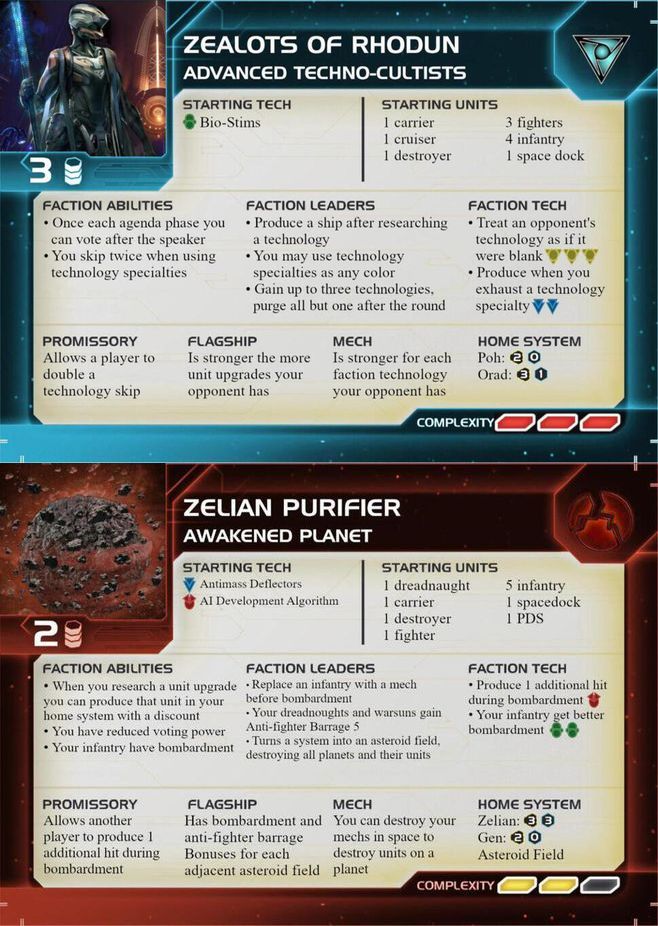 ZEALOTS OF RHODUN
ADVANCED TECHNO-CULTISTS
3
STARTING TECH
Bio-Stims
STARTING UNITS
1 carrier 3 fighters
1 cruiser 4 infantry
1 destroyer 1 space dock
FACTION ABILITIES
• Once each agenda phase you
can vote after the speaker
• You skip twice when using
technology specialties
FACTION LEADERS
• Produce a ship after researching
a technology
• You may use technology
specialties as any color
• Gain up to three technologies,
purge all but one after the round
FACTION TECH
• Treat an opponent's
technology as if it
were blank
• Produce when you
exhaust a technology
specialty
PROMISSORY
Allows a player to
double a
technology skip
FLAGSHIP
Is stronger the more
unit upgrades your
opponent has
MECH
Is stronger for each
faction technology
your opponent has
HOME SYSTEM
Poh: 2 0
Orad: 3 1
COMPLEXITY
ZELIAN PURIFIER
AWAKENED PLANET
2
STARTING TECH
Antimass Deflectors
AI Development Algorithm
STARTING UNITS
1 dreadnaught 5 infantry
1 carrier 1 spacedock
1 destroyer 1 PDS
1 fighter
FACTION ABILITIES
• When you research a unit upgrade
you can produce that unit in your
home system with a discount
• You have reduced voting power
• Your infantry have bombardment
FACTION LEADERS
• Replace an infantry with a mech
before bombardment
• Your dreadnoughts and warsuns gain
Anti-fighter Barrage 5
• Turns a system into an asteroid field,
destroying all planets and their units
FACTION TECH
• Produce 1 additional hit
during bombardment
• Your infantry get better
bombardment
PROMISSORY
Allows another
player to produce 1
additional hit during
bombardment
FLAGSHIP
Has bombardment and
anti-fighter barrage
Bonuses for each
adjacent asteroid field
MECH
You can destroy your
mechs in space to
destroy units on a
planet
HOME SYSTEM
Zelian: 3 3
Gen: 2 0
Asteroid Field
COMPLEXITY